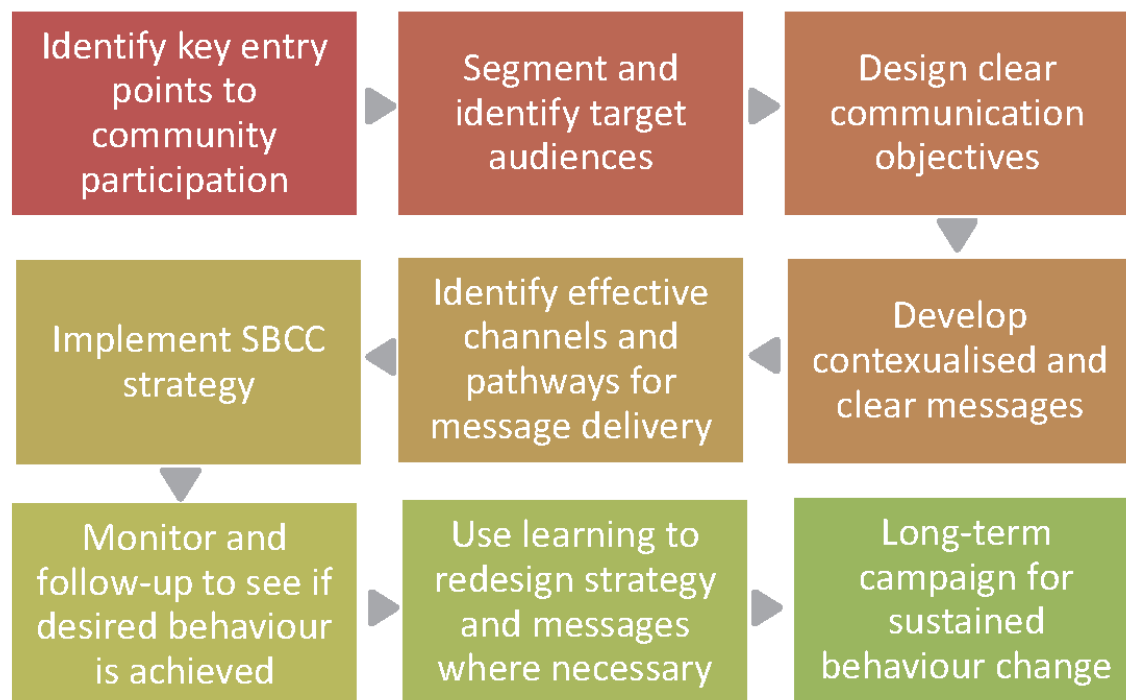 Identify key entry
points to
community
participation
Segment and
identify target
audiences
Design clear
communication
objectives
Develop
contexualised and
clear messages
Identify effective
channels and
pathways for
message delivery
Implement SBCC
strategy
Monitor and
follow-up to see if
desired behaviour
is achieved
Use learning to
redesign strategy
and messages
where necessary
Long-term
campaign for
sustained
behaviour change